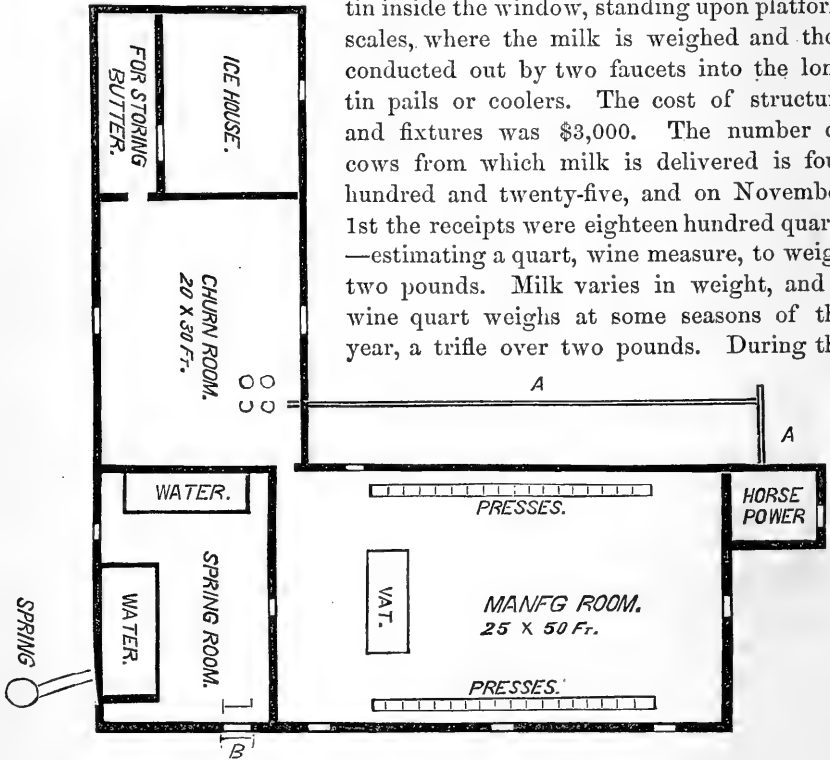 tin inside the window, standing upon platform
scales, where the milk is weighed and the
conducted out by two faucets into the lon
tin pails or coolers. The cost of structur
and fixtures was $3,000. The number o
cows from which milk is delivered is fou
hundred and twenty-five, and on Novembe
1st the receipts were eighteen hundred quar
—estimating a quart, wine measure, to weig
two pounds. Milk varies in weight, and
wine quart weighs at some seasons of th
year, a trifle over two pounds. During th
FOR STORING
BUTTER.
ICE HOUSE.
CHURN ROOM.
20 X 30 FT.
A
A
WATER.
PRESSES.
HORSE
POWER
SPRING ROOM.
WATER.
VAT.
MANFG ROOM.
25 X 50 FT.
SPRING
PRESSES.
B